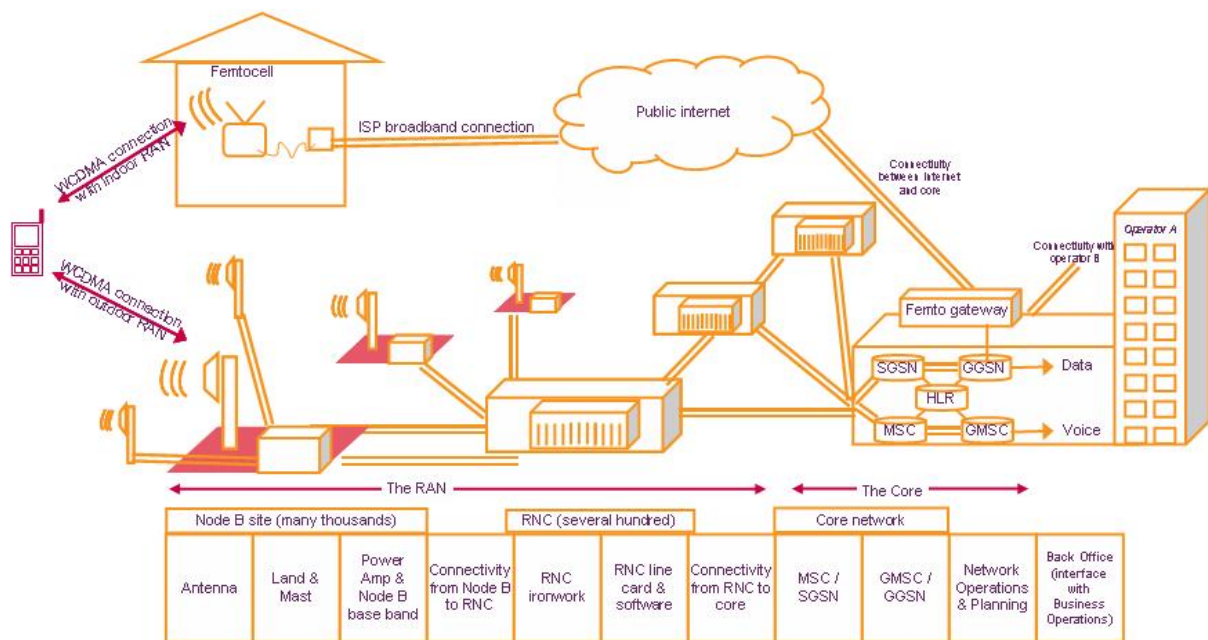 Femtocell
Public internet
ISP broadband connection
WCDMA connection
with indoor RAN
Connectivity
between Internet
and core
Operator A
Connectivity with
operator B
WCDMA connection
with outdoor RAN
Femto gateway
SGSN
GGSN
Data
HLR
MSC
GMSC
Voice
The RAN
The Core
Node B site (many thousands)
RNC (several hundred)
Core network
Antenna
Land &
Mast
Power
Amp &
Node B
base band
Connectivity
from Node B
to RNC
RNC
ironwork
RNC line
card &
software
Connectivity
from RNC to
core
MSC /
SGSN
GMSC /
GGSN
Network
Operations
& Planning
Back Office
(interface
with
Business
Operations)